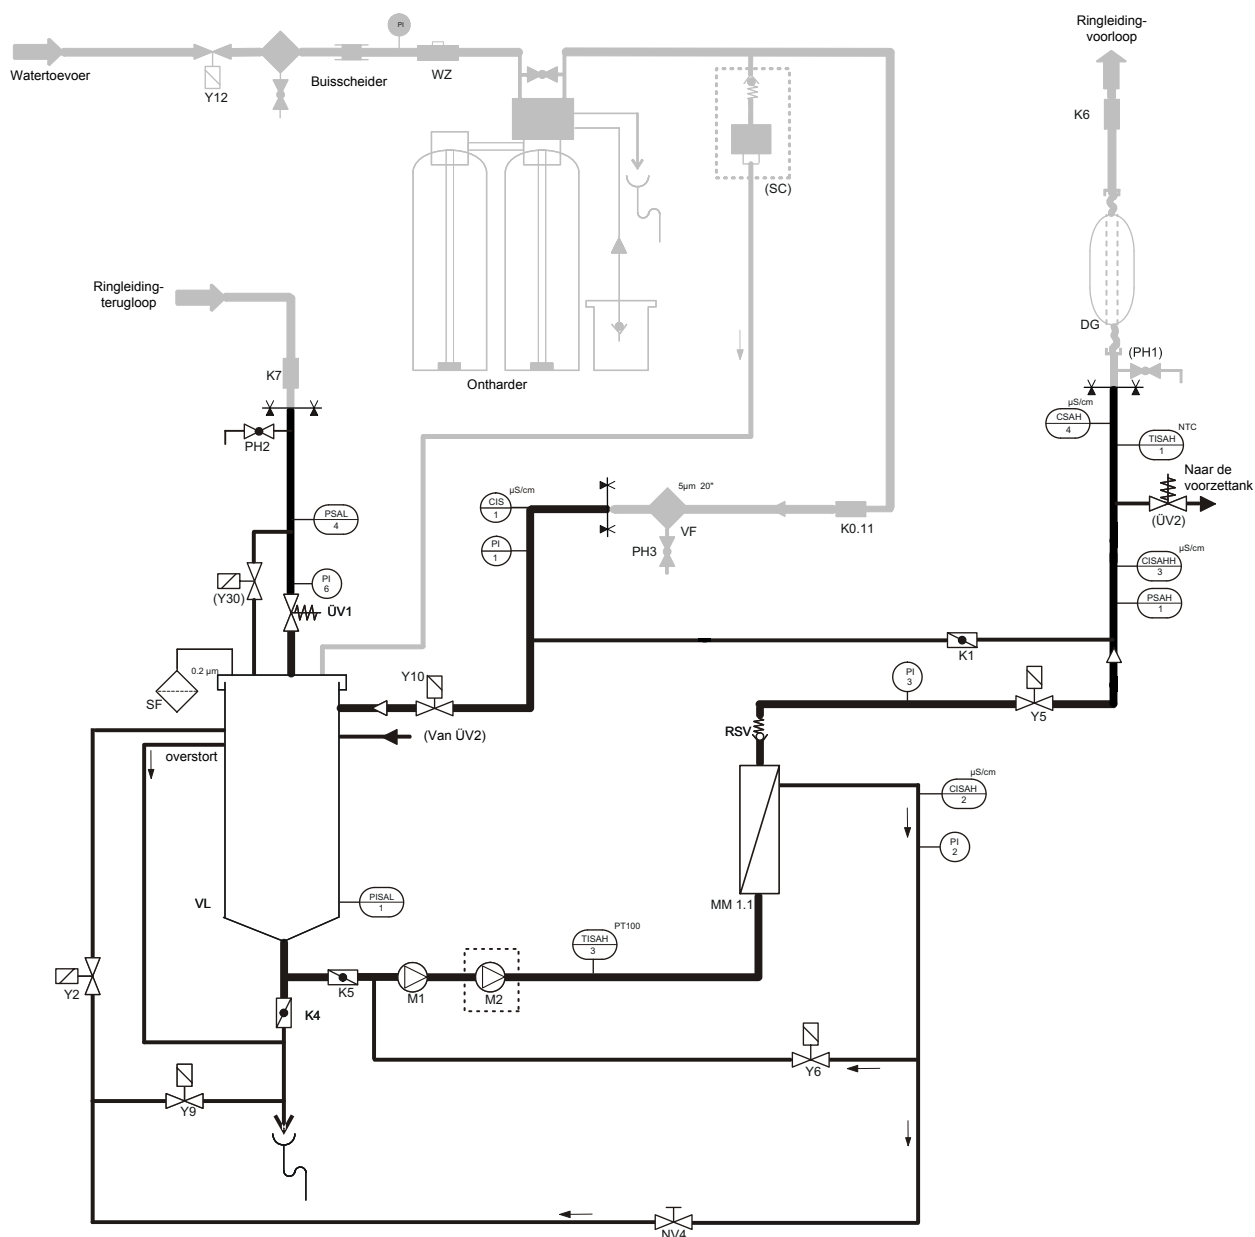 Ringleiding-
voorloop
PI
Watertoevoer
Y12
Buisscheider
WZ
K6
(SC)
Ringleiding-
terugloop
K7
Ontharder
DG
(PH1)
PH2
µS/cm
CSAH
4
NTC
TISAH
1
Naar de
voorzettank
(ÜV2)
PSAL
4
µS/cm
CIS
1
PI
1
5µm 20"
VF
PH3
K0.11
µS/cm
CISAHH
3
PSAH
1
(Y30)
PI
6
ÜV1
K1
0.2 µm
SF
Y10
(Van ÜV2)
PI
3
Y5
RSV
overstort
µS/cm
CISAH
2
PI
2
VL
PISAL
1
MM 1.1
PT100
TISAH
3
Y2
K5
M1
M2
K4
Y6
Y9
NV4